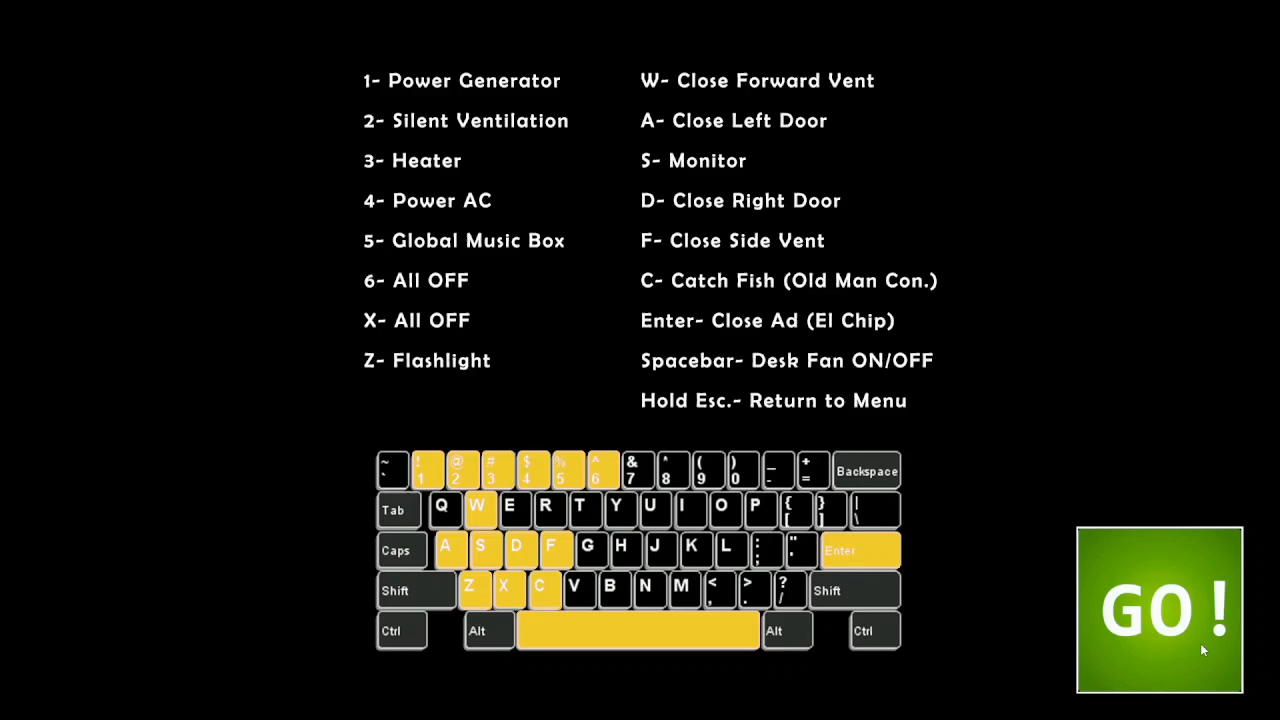 1- Power Generator
2- Silent Ventilation
3- Heater
4- Power AC
5- Global Music Box
6- All OFF
X- All OFF
Z- Flashlight
W- Close Forward Vent
A- Close Left Door
S- Monitor
D- Close Right Door
F- Close Side Vent
C- Catch Fish (Old Man Con.)
Enter- Close Ad (El Chip)
Spacebar- Desk Fan ON/OFF
Hold Esc.- Return to Menu
~ ! @ # $ % ^ & * ( ) _ +
` 1 2 3 4 5 6 7 8 9 0 - = Backspace
Tab Q W E R T Y U I O P { [ } ] | \
Caps A S D F G H J K L : ; " ' Enter
Shift Z X C V B N M < , > . ? / Shift
Ctrl Alt Alt Ctrl
GO!